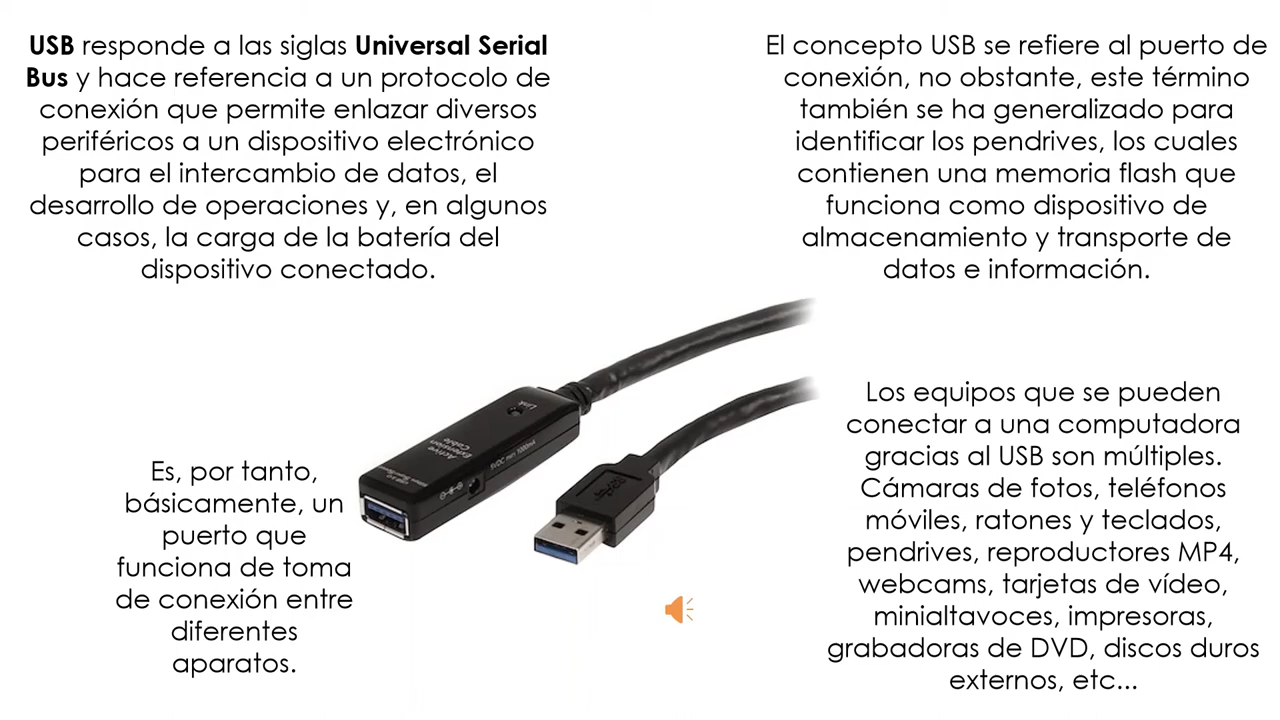 USB responde a las siglas Universal Serial
Bus y hace referencia a un protocolo de
conexión que permite enlazar diversos
periféricos a un dispositivo electrónico
para el intercambio de datos, el
desarrollo de operaciones y, en algunos
casos, la carga de la batería del
dispositivo conectado.
El concepto USB se refiere al puerto de
conexión, no obstante, este término
también se ha generalizado para
identificar los pendrives, los cuales
contienen una memoria flash que
funciona como dispositivo de
almacenamiento y transporte de
datos e información.
Es, por tanto,
básicamente, un
puerto que
funciona de toma
de conexión entre
diferentes
aparatos.
Link
Active
Extension
Cable
Los equipos que se pueden
conectar a una computadora
gracias al USB son múltiples.
Cámaras de fotos, teléfonos
móviles, ratones y teclados,
pendrives, reproductores MP4,
webcams, tarjetas de vídeo,
minialtavoces, impresoras,
grabadoras de DVD, discos duros
externos, etc...